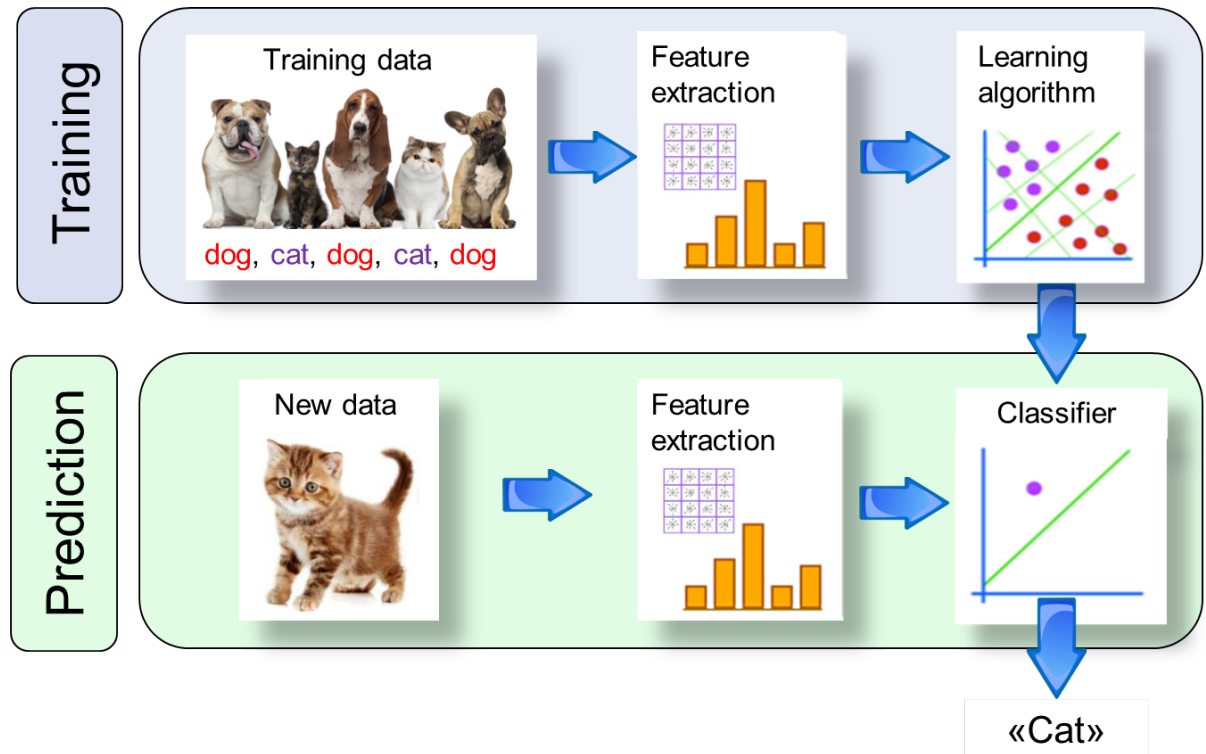 Training
Training data
dog, cat, dog, cat, dog
Feature
extraction
Learning
algorithm
Prediction
New data
Feature
extraction
Classifier
«Cat»